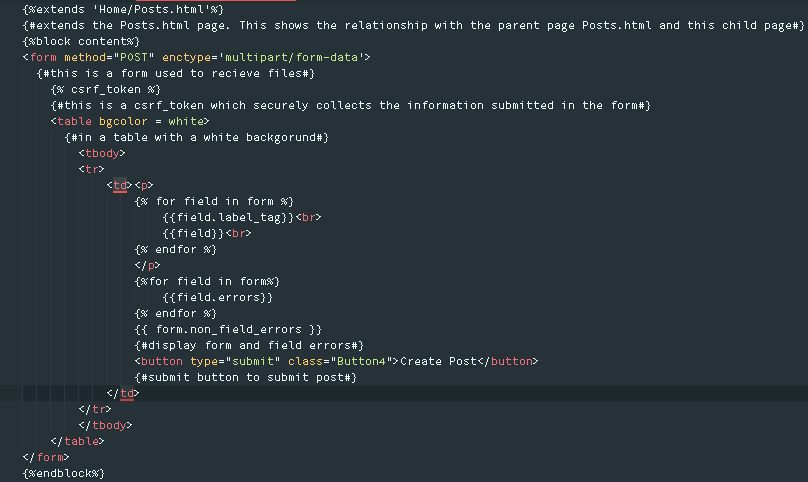 {%extends 'Home/Posts.html'%}
{#extends the Posts.html page. This shows the relationship with the parent page Posts.html and this child page#}
{%block content%}
<form method="POST" enctype='multipart/form-data'>
{#this is a form used to recieve files#}
{% csrf_token %}
{#this is a csrf_token which securely collects the information submitted in the form#}
<table bgcolor = white>
{#in a table with a white backgorund#}
<tbody>
<tr>
<td><p>
{% for field in form %}
{{field.label_tag}}<br>
{{field}}<br>
{% endfor %}
</p>
{%for field in form%}
{{field.errors}}
{% endfor %}
{{ form.non_field_errors }}
{#display form and field errors#}
<button type="submit" class="Button4">Create Post</button>
{#submit button to submit post#}
</td>
</tr>
</tbody>
</table>
</form>
{%endblock%}